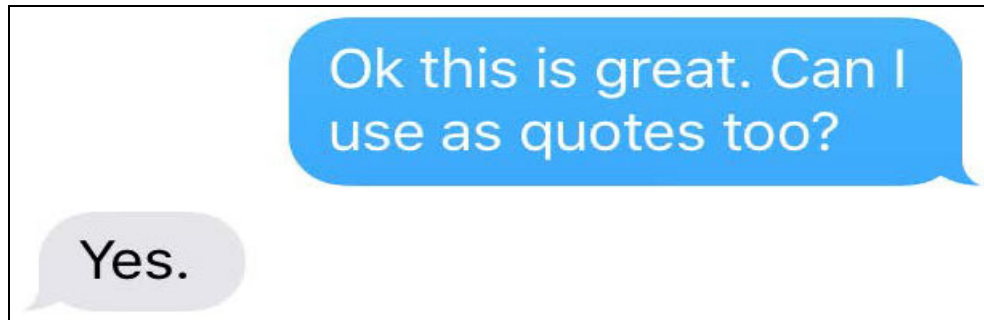 Ok this is great. Can I
use as quotes too?
Yes.